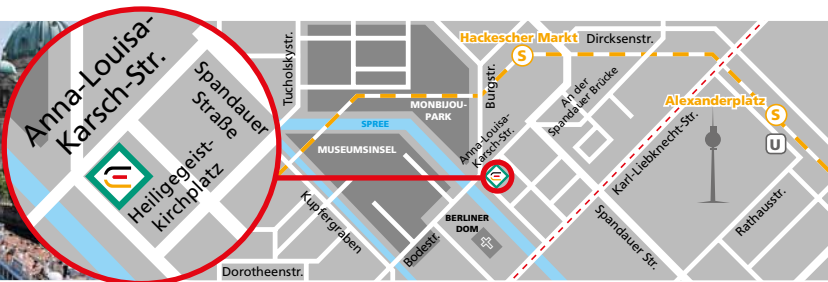 Anna-Louisa-
Karsch-Str.
Spandauer
Straße
Heiligegeist-
kirchplatz
Tucholskystr.
Hackescher Markt
S
Dircksenstr.
Burgstr.
An der
Spandauer Brücke
MONBIJOU-
PARK
Alexanderplatz
S
U
SPREE
MUSEUMSINSEL
Anna-Louisa-
Karsch-Str.
Karl-Liebknecht-Str.
Kupfergraben
BERLINER
DOM
Bodestr.
Spandauer Str.
Rathausstr.
Dorotheenstr.